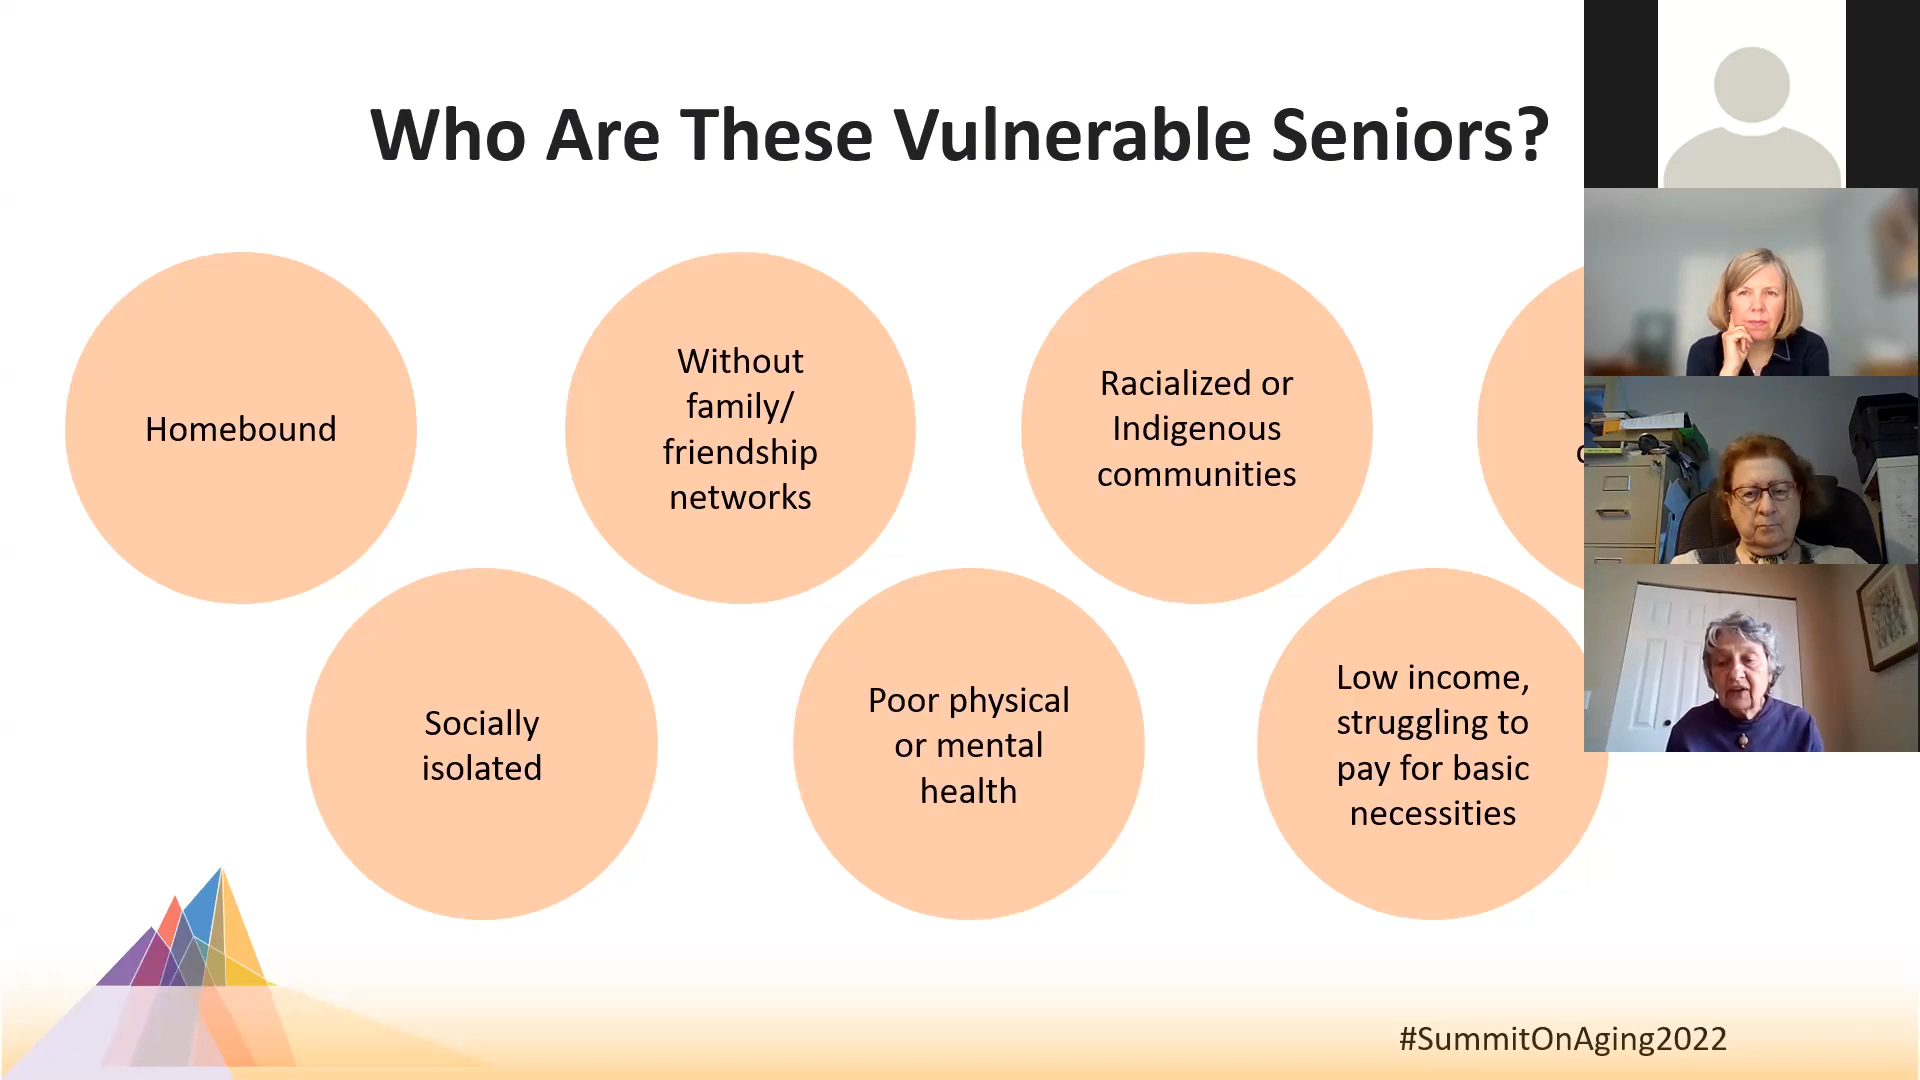 Who Are These Vulnerable Seniors?
Homebound
Without
family/
friendship
networks
Racialized or
Indigenous
communities
Socially
isolated
Poor physical
or mental
health
Low income,
struggling to
pay for basic
necessities
#SummitOnAging2022